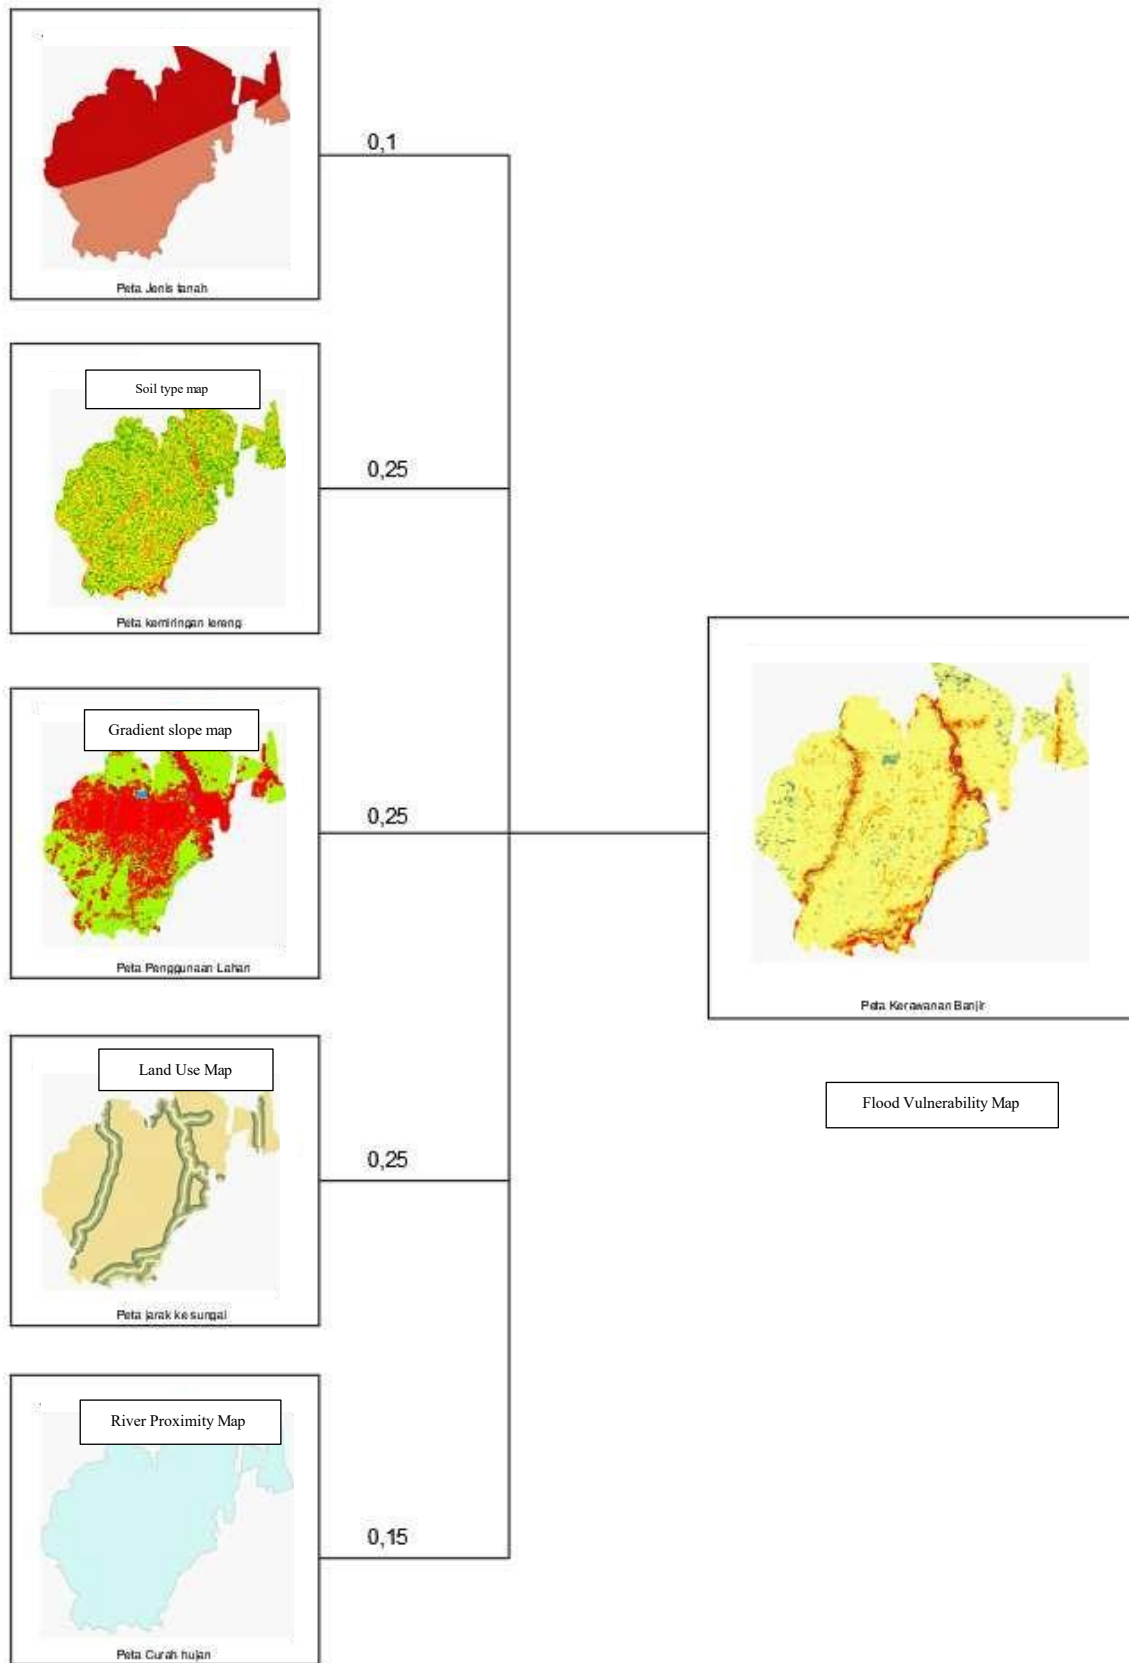 Peta Jenis tanah
0,1
Soil type map
Peta kemiringan lereng
0,25
Gradient slope map
Peta Penggunaan Lahan
0,25
Land Use Map
Peta jarak ke sungai
0,25
River Proximity Map
Peta Curah hujan
0,15
Peta Kerawanan Banjir
Flood Vulnerability Map